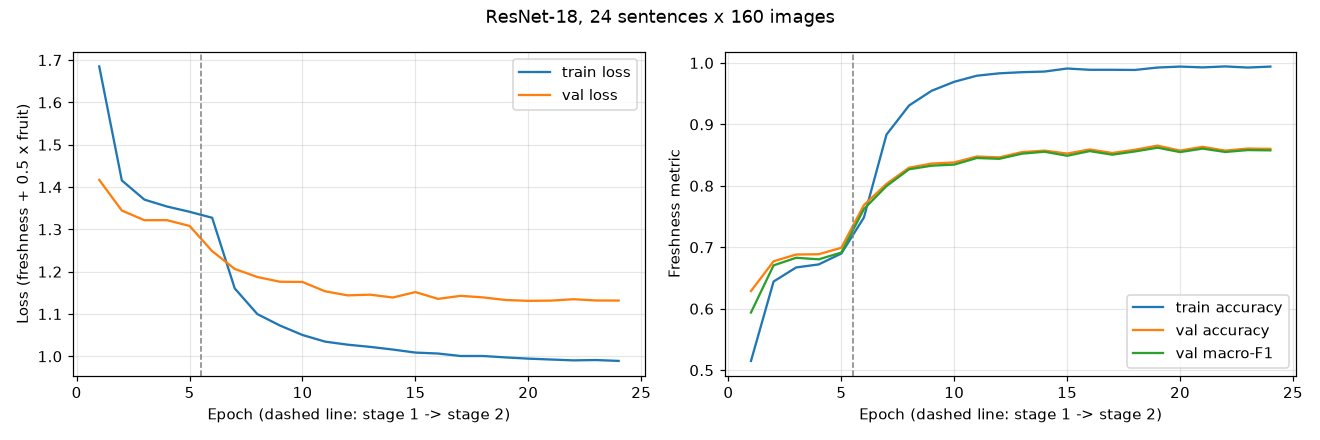 ResNet-18, 24 sentences x 160 images
Loss (freshness + 0.5 x fruit)
1.7
1.6
1.5
1.4
1.3
1.2
1.1
1.0
train loss
val loss
0
5
10
15
20
25
Epoch (dashed line: stage 1 -> stage 2)
Freshness metric
1.0
0.9
0.8
0.7
0.6
0.5
train accuracy
val accuracy
val macro-F1
0
5
10
15
20
25
Epoch (dashed line: stage 1 -> stage 2)